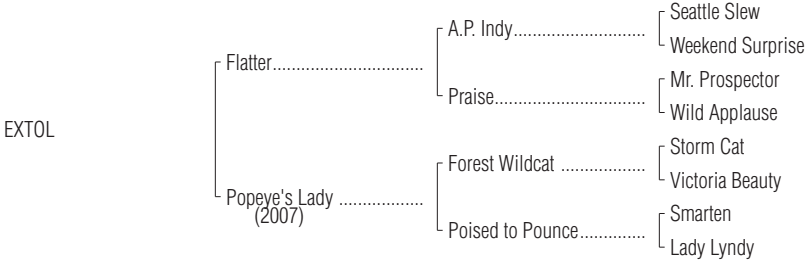 Seattle Slew
A.P. Indy..............................
Weekend Surprise
Flatter..................................
Mr. Prospector
Praise..................................
Wild Applause
EXTOL
Storm Cat
Forest Wildcat ...................
Victoria Beauty
Popeye's Lady ...................
(2007)
Smarten
Poised to Pounce...............
Lady Lyndy